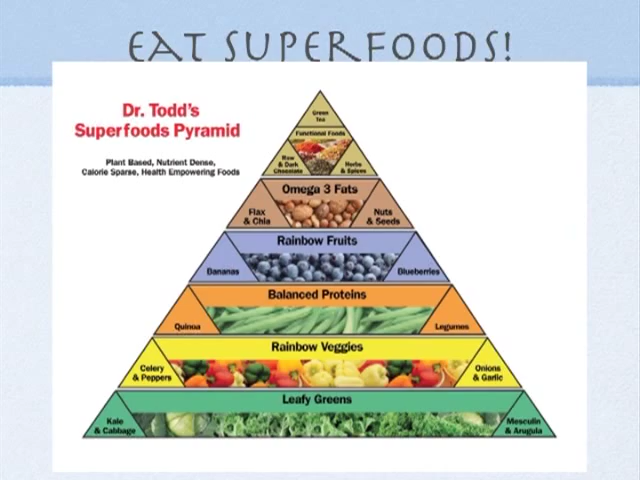 EAT SUPERFOODS!
Dr. Todd's
Superfoods Pyramid
Plant Based, Nutrient Dense,
Calorie Sparse, Health Empowering Foods
Green
Tea
Functional Foods
Raw
& Dark
Chocolate
Herbs
& Spices
Omega 3 Fats
Flax
& Chia
Nuts
& Seeds
Rainbow Fruits
Bananas
Blueberries
Balanced Proteins
Quinoa
Legumes
Rainbow Veggies
Celery
& Peppers
Onions
& Garlic
Leafy Greens
Kale
& Cabbage
Mesculin
& Arugula